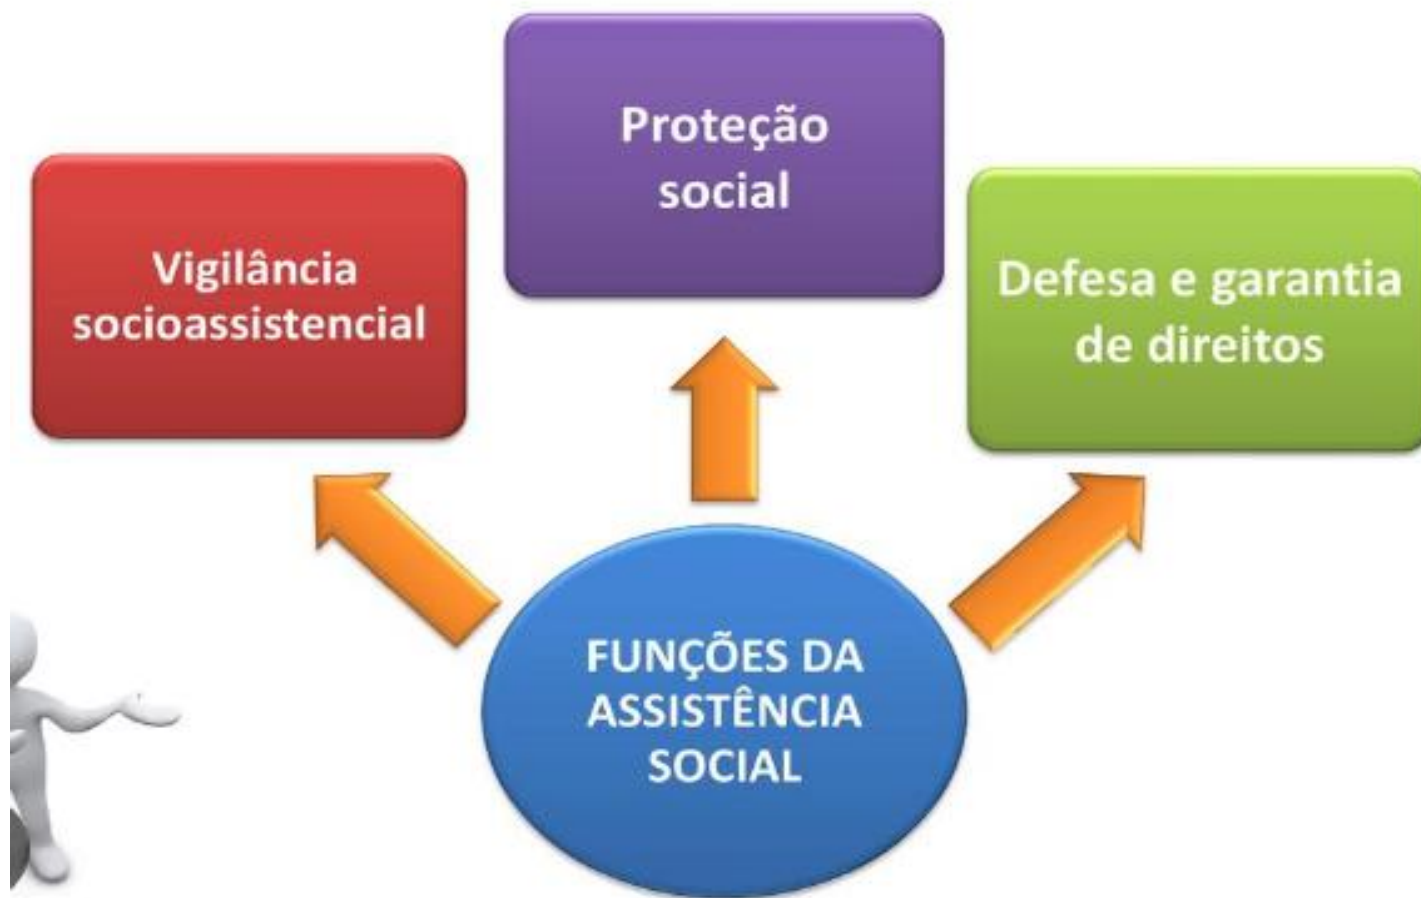 Proteção
social
Vigilância
socioassistencial
Defesa e garantia
de direitos
FUNÇÕES DA
ASSISTÊNCIA
SOCIAL